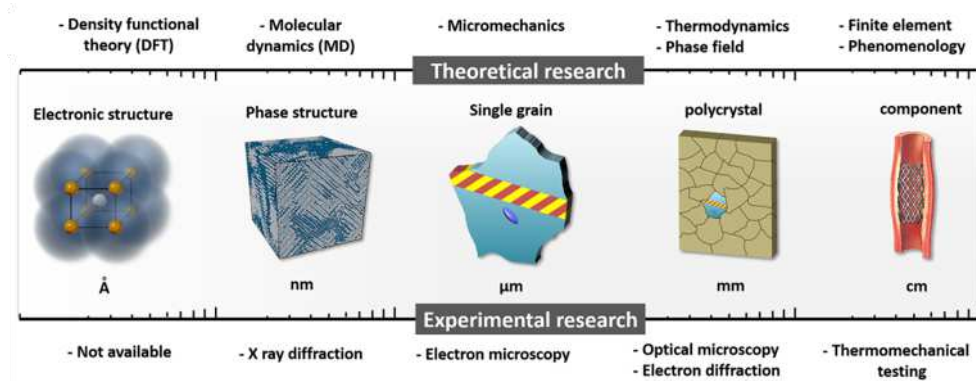 - Density functional
theory (DFT)
- Molecular
dynamics (MD)
- Micromechanics
- Thermodynamics
- Phase field
- Finite element
- Phenomenology
Theoretical research
Electronic structure
Phase structure
Single grain
polycrystal
component
Å
nm
μm
mm
cm
Experimental research
- Not available
- X ray diffraction
- Electron microscopy
- Optical microscopy
- Electron diffraction
- Thermomechanical
testing